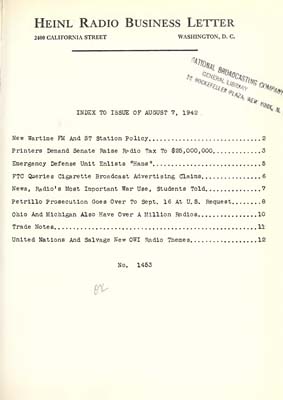 HEINL RADIO BUSINESS LETTER
2400 CALIFORNIA STREET WASHINGTON, D. C.
NATIONAL BROADCASTING COMPANY
GENERAL LIBRARY
30 ROCKEFELLER PLAZA, NEW YORK, N.
INDEX TO ISSUE OF AUGUST 7, 1942
New Wartime FM And ST Station Policy..............................2
Printers Demand Senate Raise Radio Tax To $25,000,000.............3
Emergency Defense Unit Enlists "Hams".............................5
FTC Queries Cigarette Broadcast Advertising Claims................6
News, Radio's Most Important War Use, Students Told...............7
Petrillo Prosecution Goes Over To Sept. 16 At U.S. Request........8
Ohio And Michigan Also Have Over A Million Radios................10
Trade Notes......................................................11
United Nations And Salvage New OWI Radio Themes..................12
No. 1453